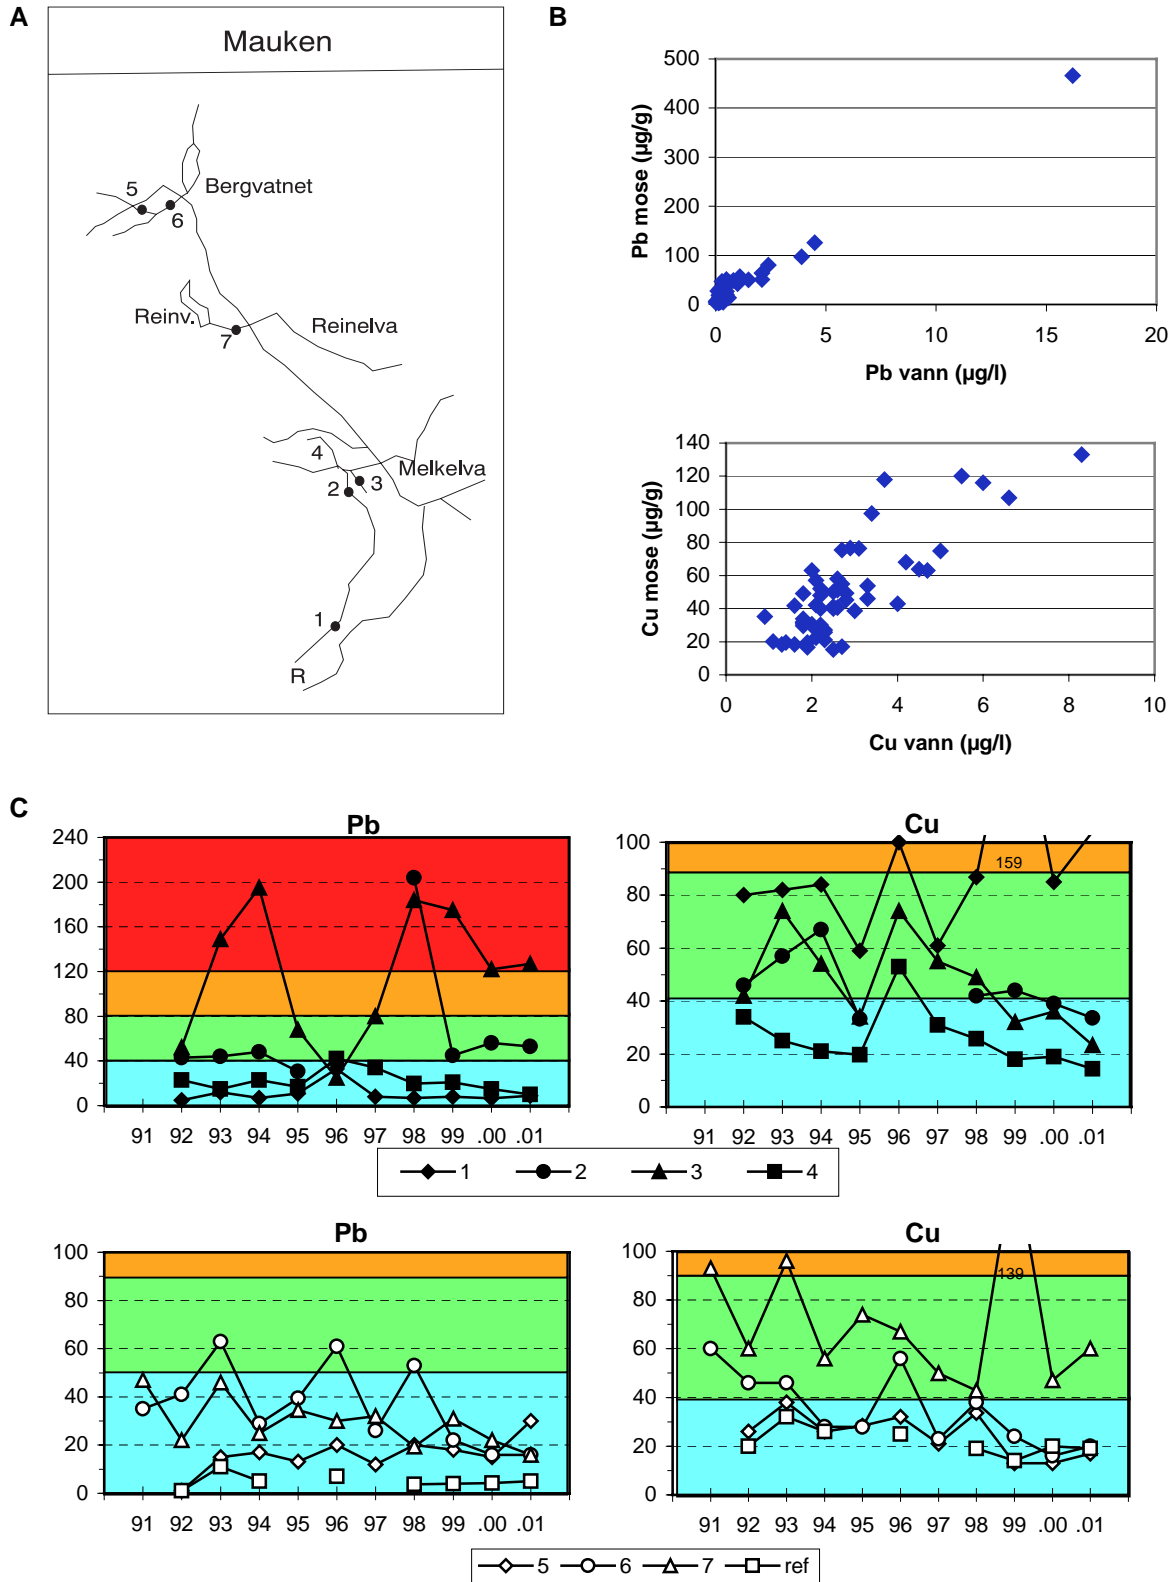 A
Mauken
5
Bergvatnet
6
Reinv.
Reinelva
7
4
Melkelva
3
2
1
R
B
500
400
300
200
100
0
Pb mose (µg/g)
0 5 10 15 20
Pb vann (µg/l)
140
120
100
80
60
40
20
0
Cu mose (µg/g)
0 2 4 6 8 10
Cu vann (µg/l)
C
Pb
240
200
160
120
80
40
0
91 92 93 94 95 96 97 98 99 .00 .01
Cu
100
80
60
40
20
0
159
91 92 93 94 95 96 97 98 99 .00 .01
1 2 3 4
Pb
100
80
60
40
20
0
91 92 93 94 95 96 97 98 99 .00 .01
Cu
100
80
60
40
20
0
139
91 92 93 94 95 96 97 98 99 .00 .01
5 6 7 ref